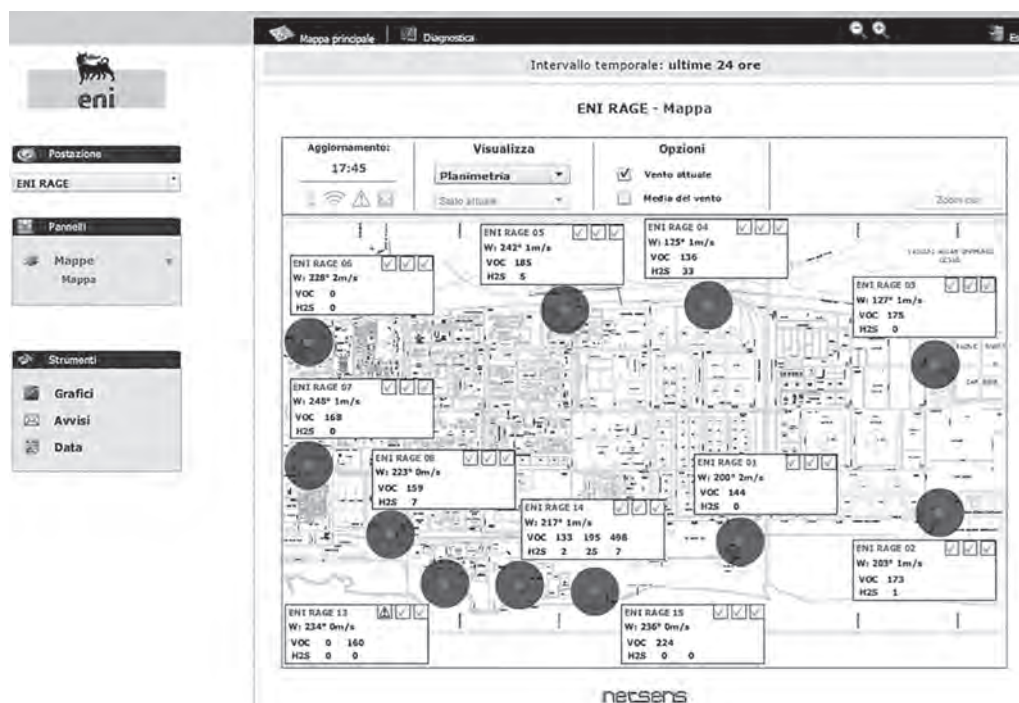 Mappa principale
Diagnostica
Intervallo temporale: ultime 24 ore
eni
ENI RAGE - Mappa
Postazione
ENI RAGE
Pannelli
Mappe
Mappa
Strumenti
Grafici
Avvisi
Data
Aggiornamento:
17:45
Visualizza
Planimetria
Opzioni
Vento attuale
Media del vento
ENI RAGE 05
W: 242° 1m/s
VOC 185
H2S 5
ENI RAGE 04
W: 125° 1m/s
VOC 136
H2S 33
ENI RAGE 06
W: 228° 2m/s
VOC 0
H2S 0
ENI RAGE 03
W: 127° 1m/s
VOC 175
H2S 0
ENI RAGE 07
W: 248° 1m/s
VOC 168
H2S 0
ENI RAGE 08
W: 223° 0m/s
VOC 159
H2S 7
ENI RAGE 01
W: 200° 2m/s
VOC 144
H2S 0
ENI RAGE 14
W: 217° 1m/s
VOC 133 195 498
H2S 2 25 7
ENI RAGE 02
W: 203° 1m/s
VOC 173
H2S 1
ENI RAGE 13
W: 234° 0m/s
VOC 0 160
H2S 0 0
ENI RAGE 15
W: 236° 0m/s
VOC 224
H2S 0 0
netsens